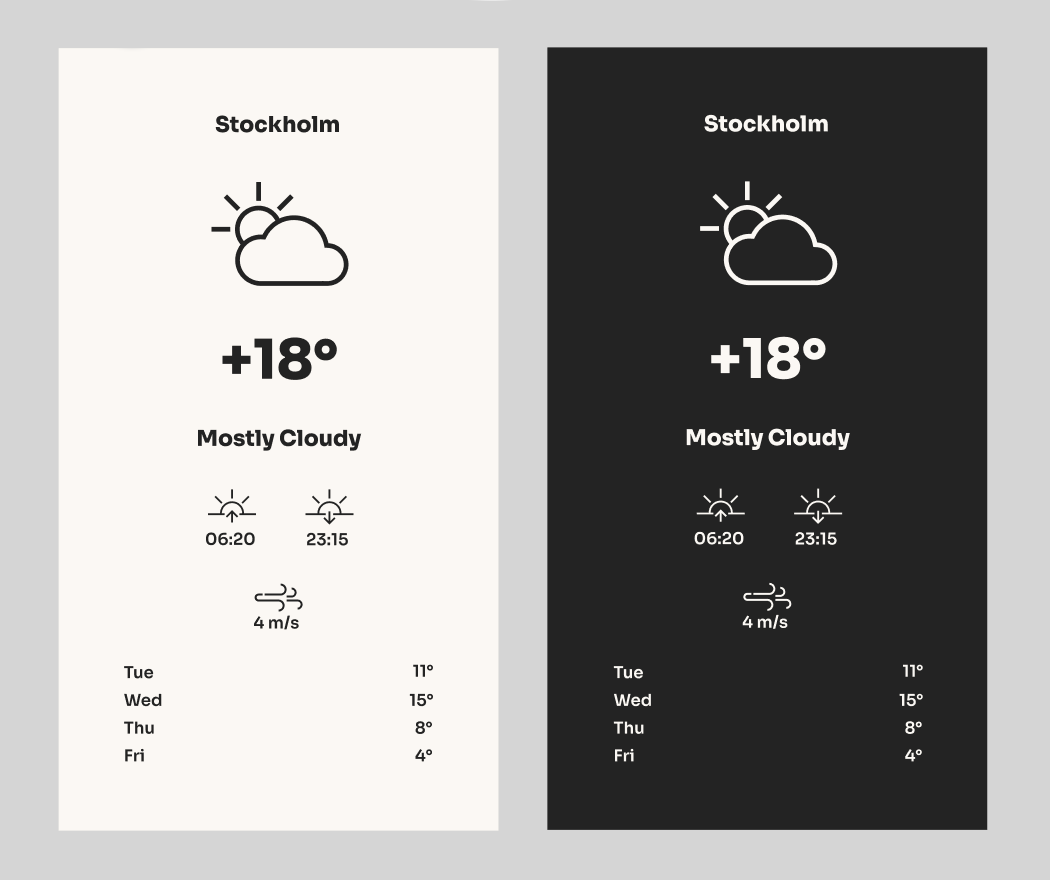 Stockholm
+18°
Mostly Cloudy
06:20 23:15
4 m/s
Tue 11°
Wed 15°
Thu 8°
Fri 4°
Stockholm
+18°
Mostly Cloudy
06:20 23:15
4 m/s
Tue 11°
Wed 15°
Thu 8°
Fri 4°